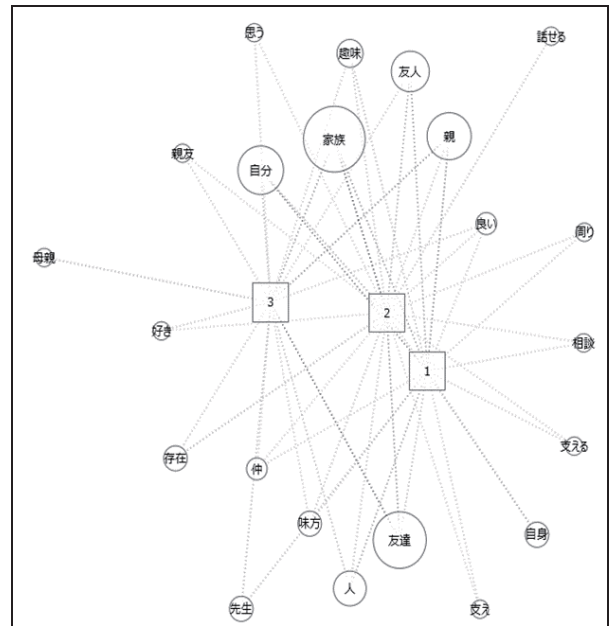 思う
話せる
趣味
友人
家族
親
親友
自分
良い
周り
母親
3
2
好き
相談
1
支える
存在
仲
味方
自身
友達
人
先生
支え